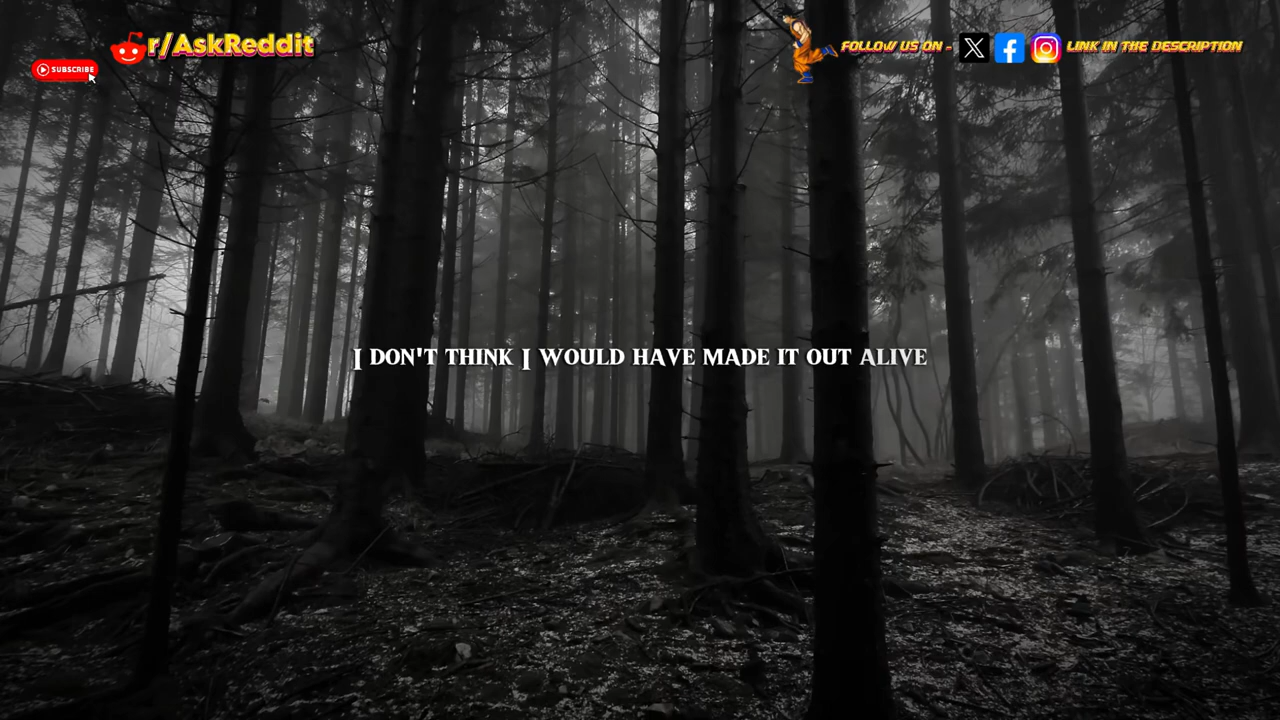 r/AskReddit
SUBSCRIBE
FOLLOW US ON - X f LINK IN THE DESCRIPTION
I DON'T THINK I WOULD HAVE MADE IT OUT ALIVE